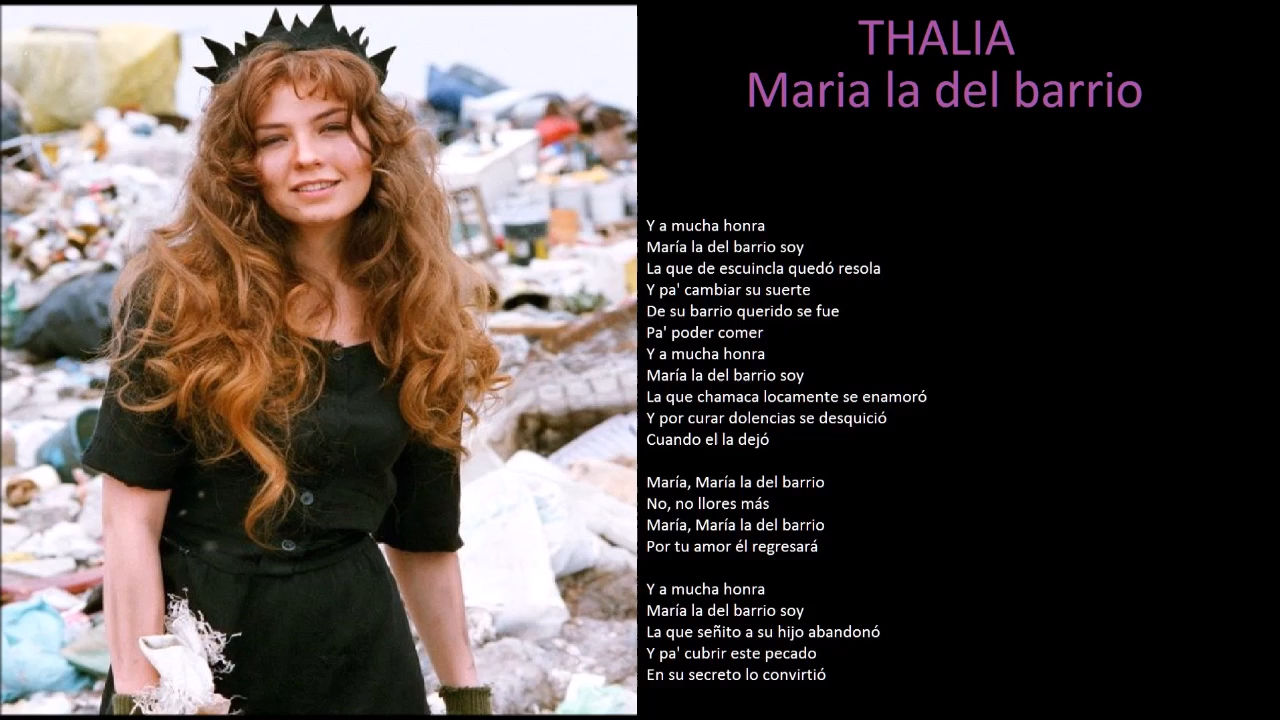 THALIA
Maria la del barrio
Y a mucha honra
María la del barrio soy
La que de escuincla quedó resola
Y pa' cambiar su suerte
De su barrio querido se fue
Pa' poder comer
Y a mucha honra
María la del barrio soy
La que chamaca locamente se enamoró
Y por curar dolencias se desquició
Cuando el la dejó
María, María la del barrio
No, no llores más
María, María la del barrio
Por tu amor él regresará
Y a mucha honra
María la del barrio soy
La que señito a su hijo abandonó
Y pa' cubrir este pecado
En su secreto lo convirtió